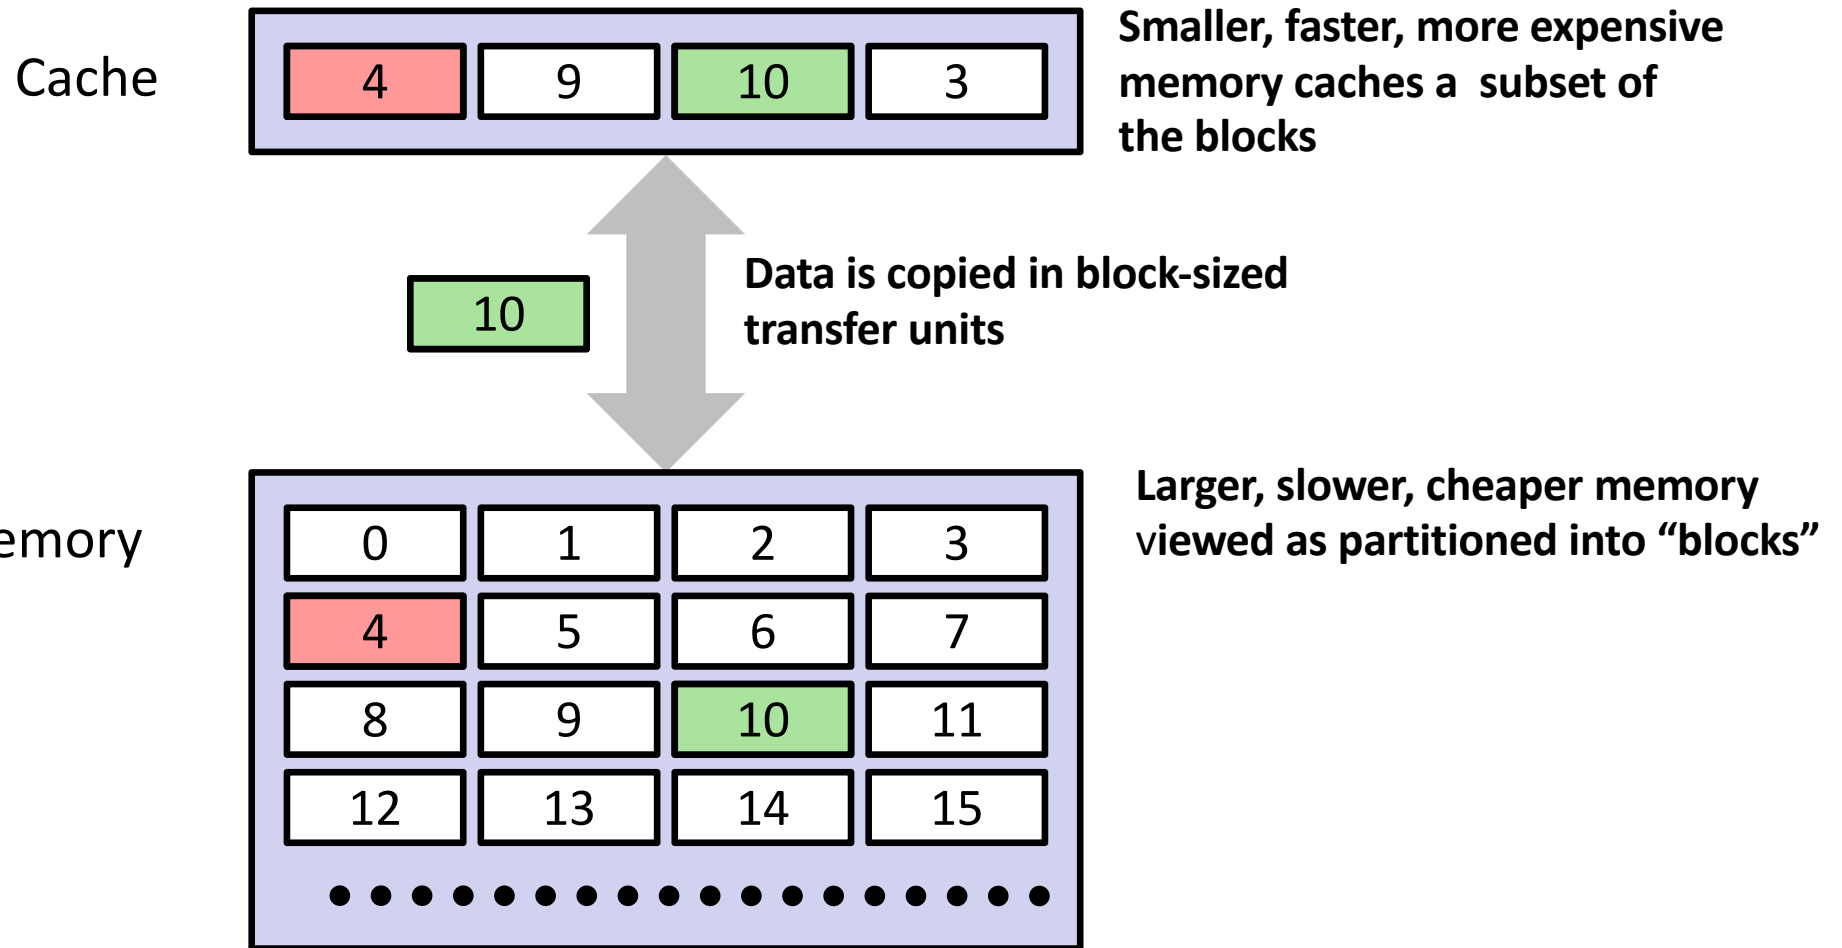 Cache
4 9 10 3
Smaller, faster, more expensive
memory caches a  subset of
the blocks
10
Data is copied in block-sized
transfer units
emory
0 1 2 3
4 5 6 7
8 9 10 11
12 13 14 15
Larger, slower, cheaper memory
viewed as partitioned into “blocks”